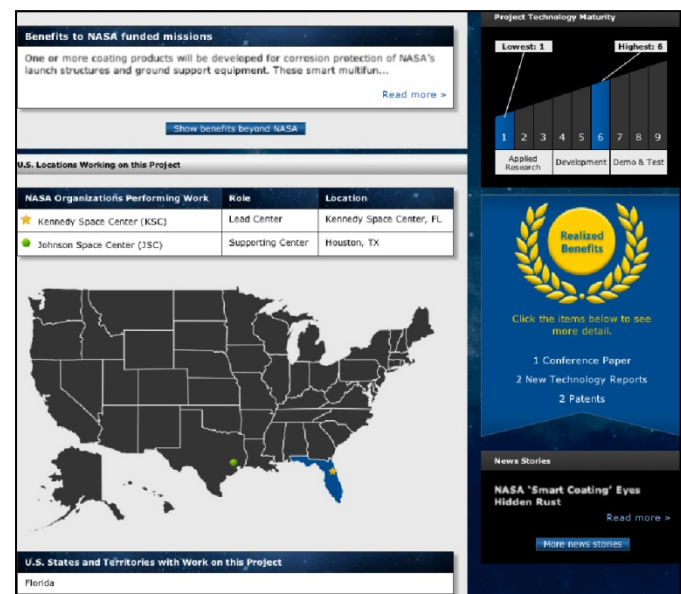 Benefits to NASA funded missions
One or more coating products will be developed for corrosion protection of NASA's
launch structures and ground support equipment. These smart multifun...
Read more »
Show benefits beyond NASA
U.S. Locations Working on this Project
NASA Organizations Performing Work Role Location
Kennedy Space Center (KSC) Lead Center Kennedy Space Center, FL
Johnson Space Center (JSC) Supporting Center Houston, TX
U.S. States and Territories with Work on this Project
Florida
Project Technology Maturity
Lowest: 1 Highest: 6
1 2 3 4 5 6 7 8 9
Applied
Research
Development
Demo & Test
Realized
Benefits
Click the items below to see
more detail.
1 Conference Paper
2 New Technology Reports
2 Patents
News Stories
NASA 'Smart Coating' Eyes
Hidden Rust
Read more »
More news stories